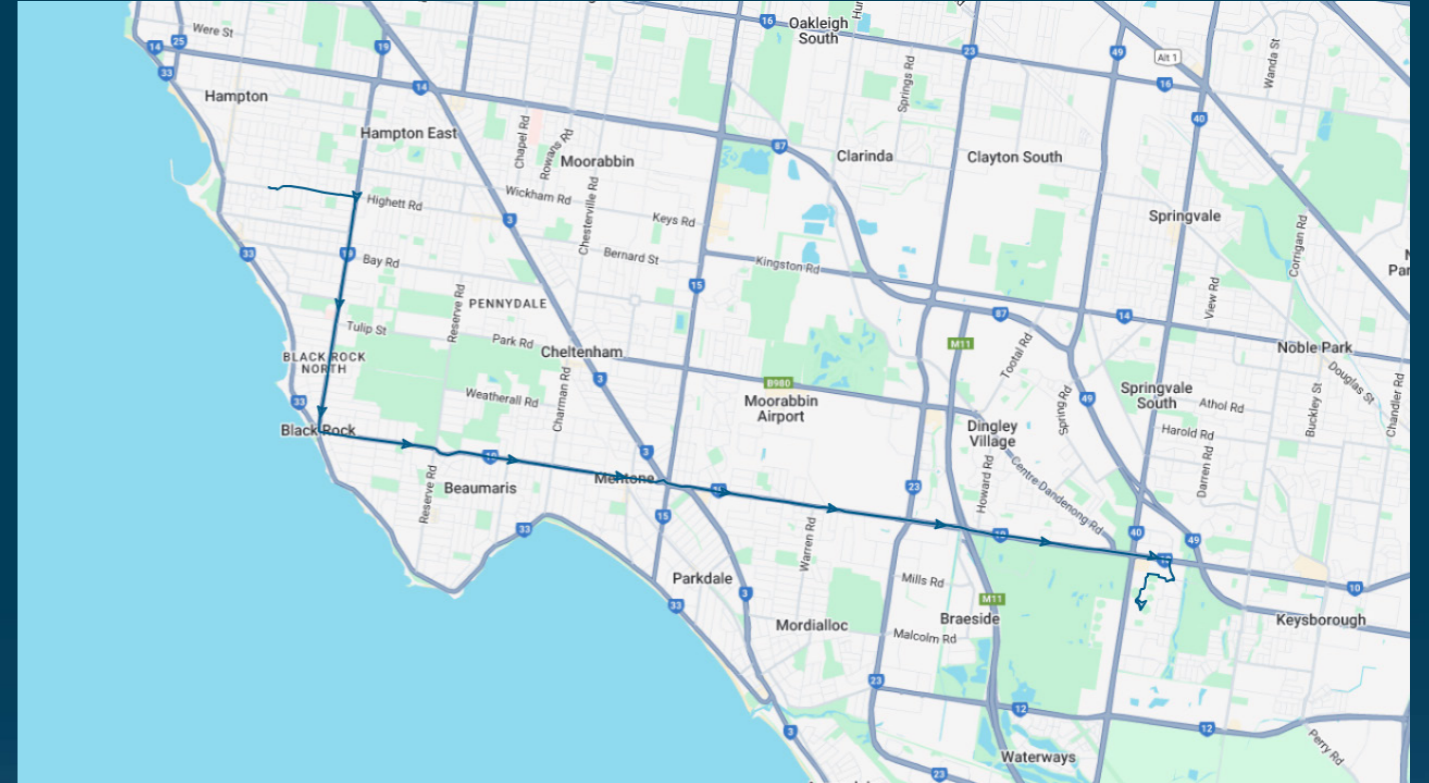 16
Oakleigh
South
Were St
14
25
19
33
Hampton
14
23
49
Alt 1
16
Wanda St
Springs Rd
40
Hampton East
Chapel Rd
Rowans Rd
Moorabbin
87
Clarinda
Clayton South
Highett Rd
Wickham Rd
Chesterville Rd
Keys Rd
3
Springvale
Corrigan Rd
33
Bay Rd
Bernard St
Kingston Rd
15
View Rd
PENNYDALE
Reserve Rd
Tulip St
Park Rd
Cheltenham
BLACK ROCK
NORTH
87
14
M11
Tootal Rd
Noble Park
Douglas St
Chandler Rd
Buckley St
3
B980
Moorabbin
Airport
Weatherall Rd
Charman Rd
33
Black Rock
49
Spring Rd
Springvale
South
Athol Rd
Harold Rd
Darren Rd
Dingley
Village
Howard Rd
Centre Dandenong Rd
3
Mentone
Beaumaris
Reserve Rd
23
15
33
Warren Rd
40
49
Parkdale
Mills Rd
3
33
M11
Braeside
Mordialloc
Malcolm Rd
10
Keysborough
23
12
12
Perry Rd
3
Waterways
23